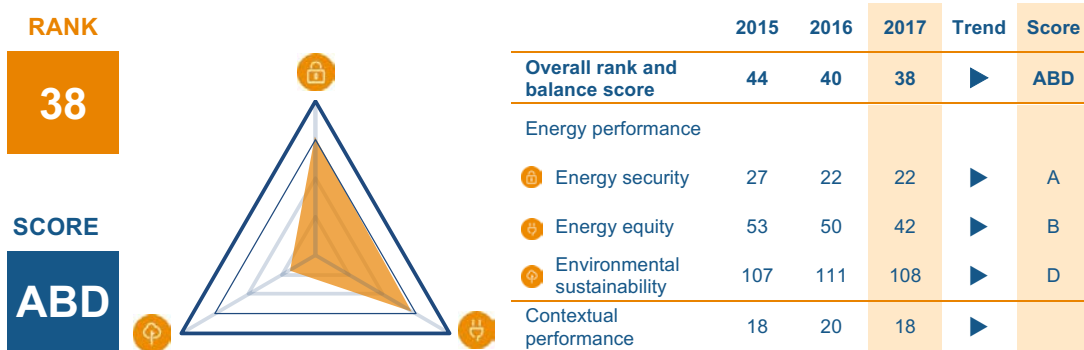 RANK
38
SCORE
ABD
2015 2016 2017 Trend Score
Overall rank and
balance score 44 40 38 ABD
Energy performance
Energy security 27 22 22 A
Energy equity 53 50 42 B
Environmental
sustainability 107 111 108 D
Contextual
performance 18 20 18